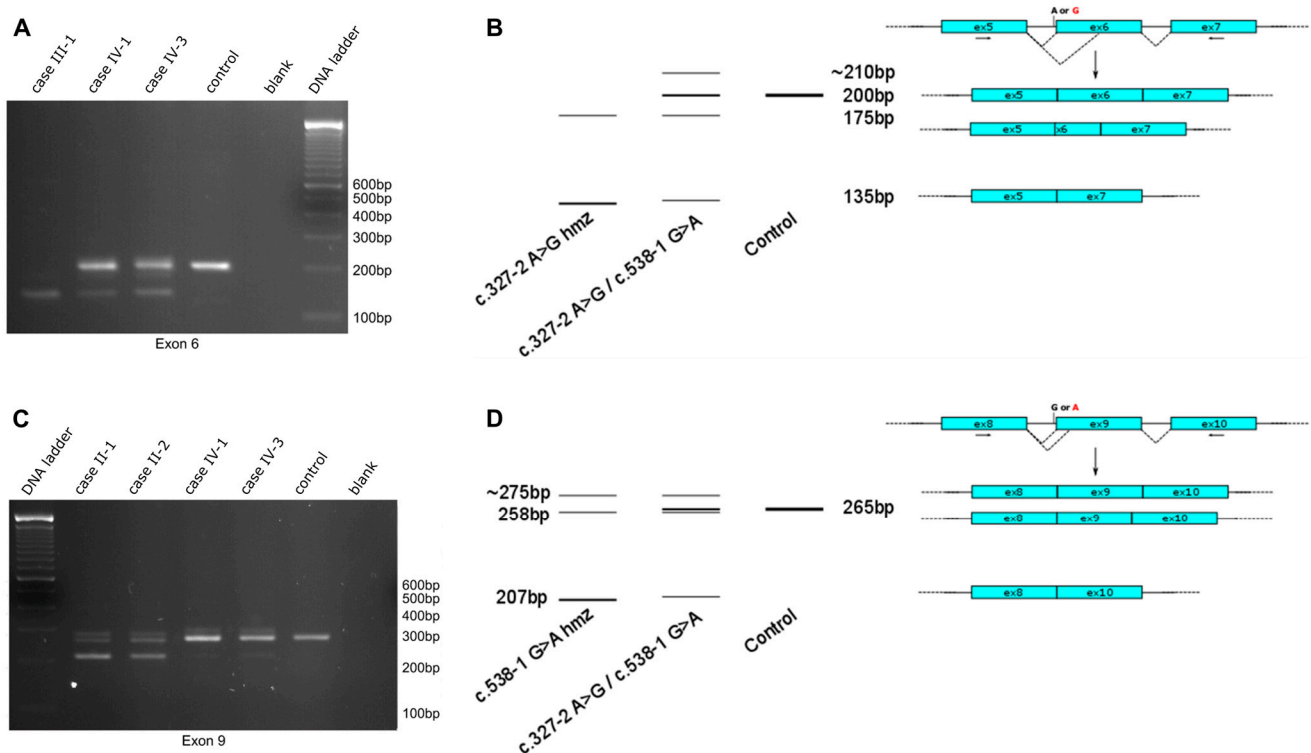 A
case III-1
case IV-1
case IV-3
control
blank
DNA ladder
600bp
500bp
400bp
300bp
200bp
100bp
Exon 6
B
~210bp
200bp
175bp
135bp
c.327-2 A>G hmz
c.327-2 A>G / c.538-1 G>A
Control
A or G
ex5 ex6 ex7
ex5 ex6 ex7
ex5 x6 ex7
ex5 ex7
C
DNA ladder
case II-1
case II-2
case IV-1
case IV-3
control
blank
600bp
500bp
400bp
300bp
200bp
100bp
Exon 9
D
~275bp
258bp
265bp
207bp
c.538-1 G>A hmz
c.327-2 A>G / c.538-1 G>A
Control
G or A
ex8 ex9 ex10
ex8 ex9 ex10
ex8 ex9 ex10
ex8 ex10